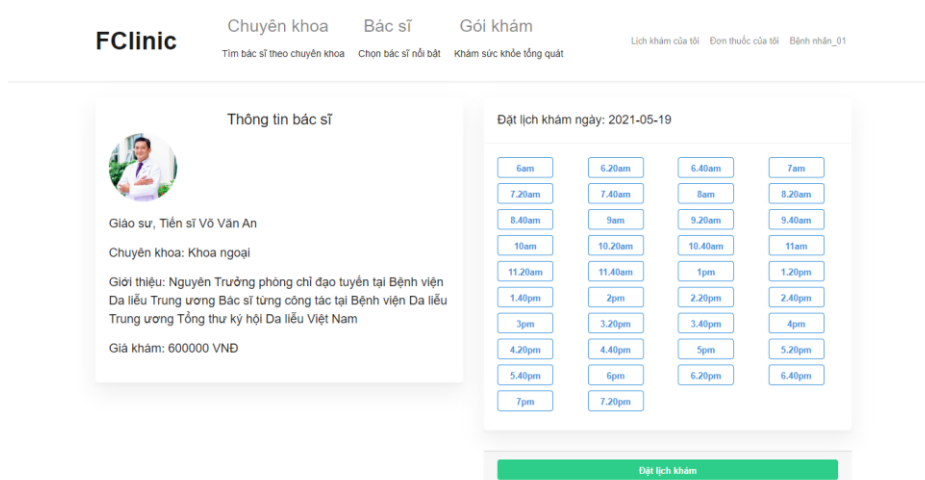 FClinic
Chuyên khoa
Tìm bác sĩ theo chuyên khoa
Bác sĩ
Chọn bác sĩ nổi bật
Gói khám
Khám sức khỏe tổng quát
Lịch khám của tôi
Đơn thuốc của tôi
Bệnh nhân_01
Thông tin bác sĩ
Giáo sư, Tiến sĩ Võ Văn An
Chuyên khoa: Khoa ngoại
Giới thiệu: Nguyên Trưởng phòng chỉ đạo tuyến tại Bệnh viện
Da liễu Trung ương Bác sĩ từng công tác tại Bệnh viện Da liễu
Trung ương Tổng thư ký hội Da liễu Việt Nam
Giá khám: 600000 VNĐ
Đặt lịch khám ngày: 2021-05-19
6am 6.20am 6.40am 7am
7.20am 7.40am 8am 8.20am
8.40am 9am 9.20am 9.40am
10am 10.20am 10.40am 11am
11.20am 11.40am 1pm 1.20pm
1.40pm 2pm 2.20pm 2.40pm
3pm 3.20pm 3.40pm 4pm
4.20pm 4.40pm 5pm 5.20pm
5.40pm 6pm 6.20pm 6.40pm
7pm 7.20pm
Đặt lịch khám